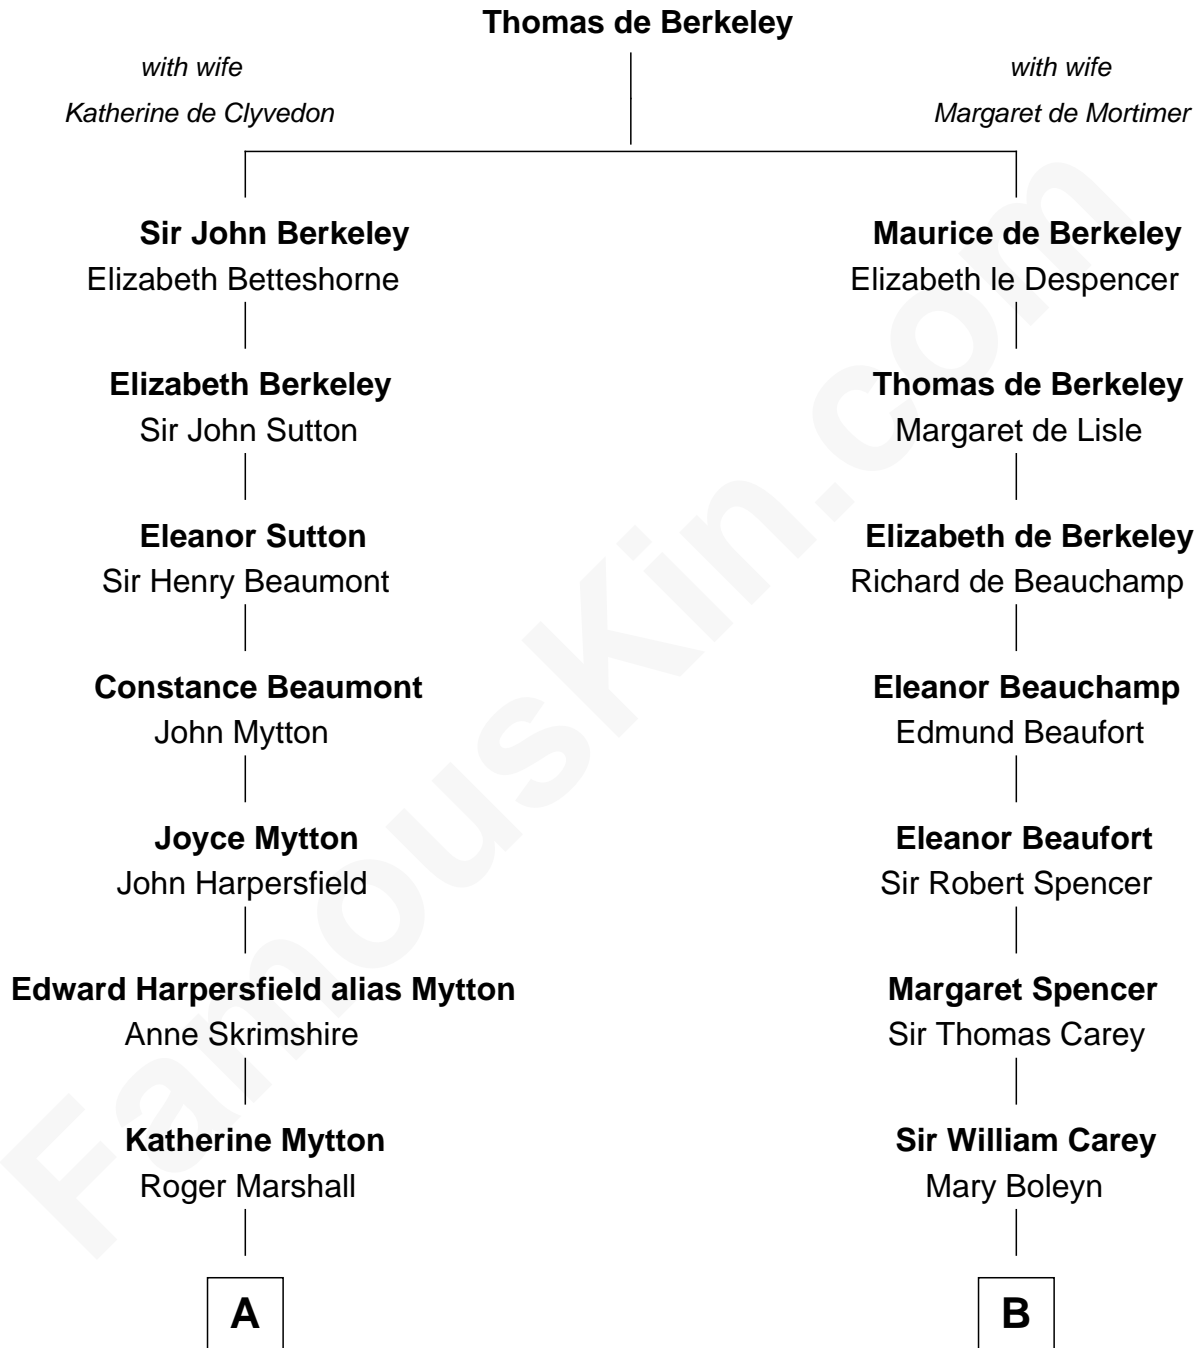 Thomas de Berkeley
with wife
Katherine de Clyvedon
with wife
Margaret de Mortimer
Sir John Berkeley
Elizabeth Betteshorne
Maurice de Berkeley
Elizabeth le Despencer
Elizabeth Berkeley
Sir John Sutton
Thomas de Berkeley
Margaret de Lisle
Eleanor Sutton
Sir Henry Beaumont
Elizabeth de Berkeley
Richard de Beauchamp
Constance Beaumont
John Mytton
Eleanor Beauchamp
Edmund Beaufort
Joyce Mytton
John Harpersfield
Eleanor Beaufort
Sir Robert Spencer
Edward Harpersfield alias Mytton
Anne Skrimshire
Margaret Spencer
Sir Thomas Carey
Katherine Mytton
Roger Marshall
Sir William Carey
Mary Boleyn
A
B
FamousKin.com